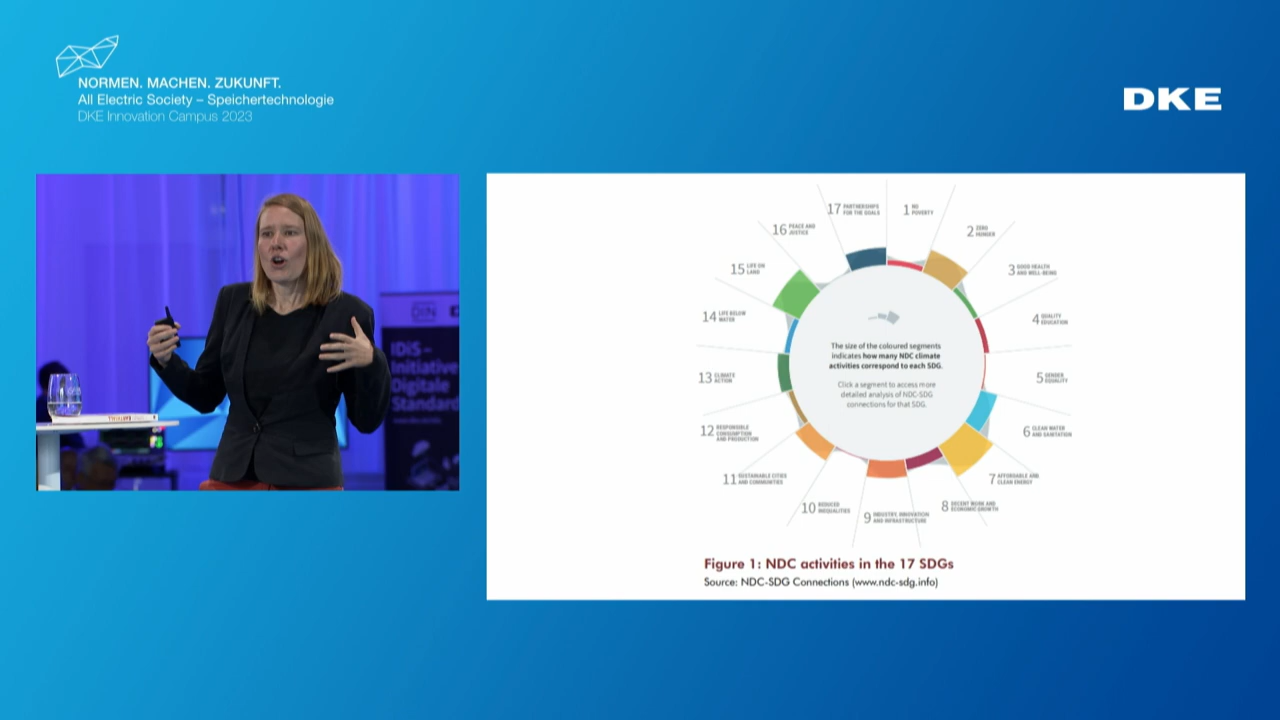 NORMEN. MACHEN. ZUKUNFT.
All Electric Society – Speichertechnologie
DKE Innovation Campus 2023
DKE
DIN
IDiS –
Initiative
Digitale
Standard
17 PARTNERSHIPS
FOR THE GOALS
1 NO
POVERTY
2 ZERO
HUNGER
3 GOOD HEALTH
AND WELL-BEING
4 QUALITY
EDUCATION
5 GENDER
EQUALITY
6 CLEAN WATER
AND SANITATION
7 AFFORDABLE AND
CLEAN ENERGY
8 DECENT WORK AND
ECONOMIC GROWTH
9 INDUSTRY, INNOVATION
AND INFRASTRUCTURE
10 REDUCED
INEQUALITIES
11 SUSTAINABLE CITIES
AND COMMUNITIES
12 RESPONSIBLE
CONSUMPTION
AND PRODUCTION
13 CLIMATE
ACTION
14 LIFE BELOW
WATER
15 LIFE ON
LAND
16 PEACE AND
JUSTICE
The size of the coloured segments
indicates how many NDC climate
activities correspond to each SDG.
Click a segment to access more
detailed analysis of NDC-SDG
connections for that SDG.
Figure 1: NDC activities in the 17 SDGs
Source: NDC-SDG Connections (www.ndc-sdg.info)